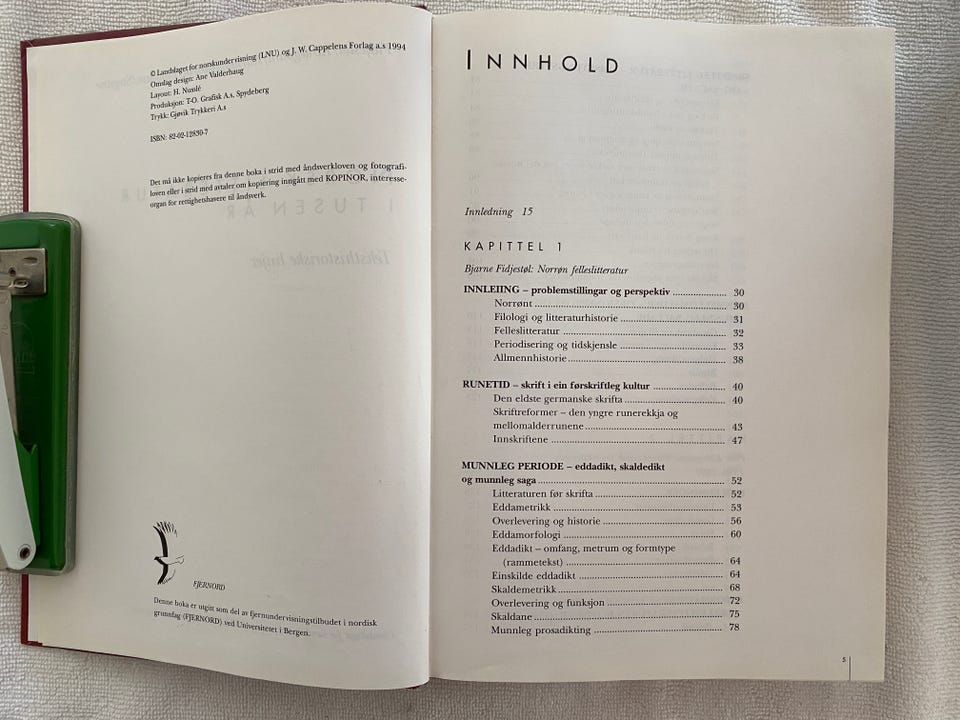 © Landslaget for norskundervisning (LNU) og J. W. Cappelens Forlag a.s 1994
Omslag design: Ane Valderhaug
Layout: H. Nusslé
Produksjon: T-O. Grafisk A.s, Spydeberg
Trykk: Gjøvik Trykkeri A.s
ISBN: 82-02-12830-7
Det må ikke kopieres fra denne boka i strid med åndsverkloven og fotografi-
loven eller i strid med avtaler om kopiering inngått med KOPINOR, interesse-
organ for rettighetshavere til åndsverk.
FJERNORD
Denne boka er utgitt som del av fjernundervisningstilbudet i nordisk
grunnfag (FJERNORD) ved Universitetet i Bergen.
INNHOLD
Innledning 15
KAPITTEL 1
Bjarne Fidjestøl: Norrøn felleslitteratur
INNLEIING – problemstillingar og perspektiv 30
Norrønt 30
Filologi og litteraturhistorie 31
Felleslitteratur 32
Periodisering og tidskjensle 33
Allmennhistorie 38
RUNETID – skrift i ein førskriftleg kultur 40
Den eldste germanske skrifta 40
Skriftreformer – den yngre runerekkja og
mellomalderrunene 43
Innskriftene 47
MUNNLEG PERIODE – eddadikt, skaldedikt
og munnleg saga 52
Litteraturen før skrifta 52
Eddametrikk 53
Overlevering og historie 56
Eddamorfologi 60
Eddadikt – omfang, metrum og formtype
(rammetekst) 64
Einskilde eddadikt 64
Skaldemetrikk 68
Overlevering og funksjon 72
Skaldane 75
Munnleg prosadikting 78
5